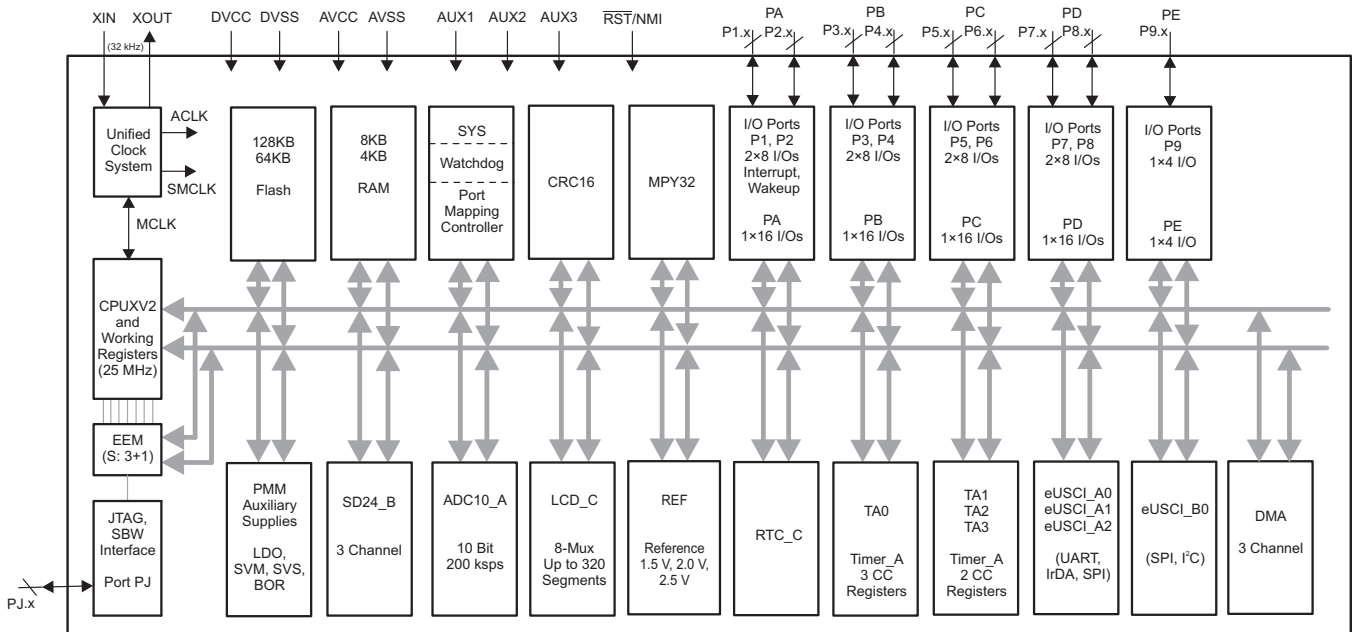 XIN XOUT DVCC DVSS AVCC AVSS AUX1 AUX2 AUX3 RST/NMI PA PB PC PD PE
(32 kHz)
P1.x P2.x P3.x P4.x P5.x P6.x P7.x P8.x P9.x
Unified
Clock
System
ACLK
SMCLK
MCLK
128KB
64KB
Flash
8KB
4KB
RAM
SYS
Watchdog
Port
Mapping
Controller
CRC16
MPY32
I/O Ports
P1, P2
2×8 I/Os
Interrupt,
Wakeup
PA
1×16 I/Os
I/O Ports
P3, P4
2×8 I/Os
PB
1×16 I/Os
I/O Ports
P5, P6
2×8 I/Os
PC
1×16 I/Os
I/O Ports
P7, P8
2×8 I/Os
PD
1×16 I/Os
I/O Ports
P9
1×4 I/O
PE
1×4 I/O
CPUXV2
and
Working
Registers
(25 MHz)
EEM
(S: 3+1)
JTAG,
SBW
Interface
Port PJ
PJ.x
PMM
Auxiliary
Supplies
LDO,
SVM, SVS,
BOR
SD24_B
3 Channel
ADC10_A
10 Bit
200 ksps
LCD_C
8-Mux
Up to 320
Segments
REF
Reference
1.5 V, 2.0 V,
2.5 V
RTC_C
TA0
Timer_A
3 CC
Registers
TA1
TA2
TA3
Timer_A
2 CC
Registers
eUSCI_A0
eUSCI_A1
eUSCI_A2
(UART,
IrDA, SPI)
eUSCI_B0
(SPI, I²C)
DMA
3 Channel